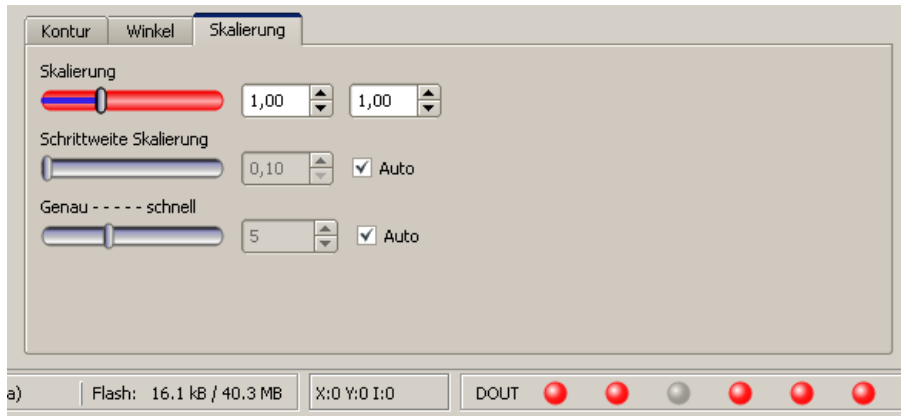 Kontur Winkel Skalierung
Skalierung
1,00 1,00
Schrittweite Skalierung
0,10 Auto
Genau - - - - - schnell
5 Auto
a) Flash: 16.1 kB / 40.3 MB X:0 Y:0 I:0 DOUT